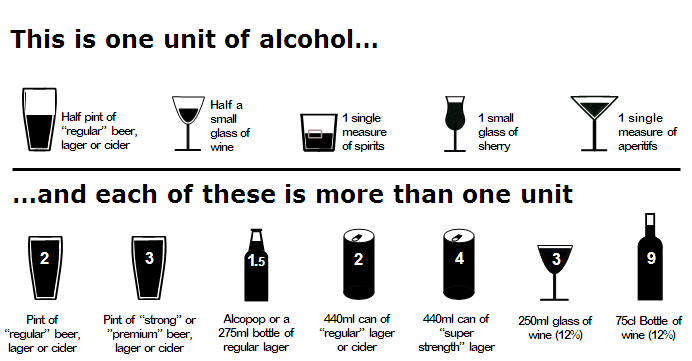 This is one unit of alcohol...
Half pint of
“regular” beer,
lager or cider
Half a
small
glass of
wine
1 single
measure
of spirits
1 small
glass of
sherry
1 single
measure of
aperitifs
...and each of these is more than one unit
2
Pint of
“regular” beer,
lager or cider
3
Pint of “strong” or
“premium” beer,
lager or cider
1.5
Alcopop or a
275ml bottle of
regular lager
2
440ml can of
“regular” lager
or cider
4
440ml can of
“super
strength” lager
3
250ml glass of
wine (12%)
9
75cl Bottle of
wine (12%)